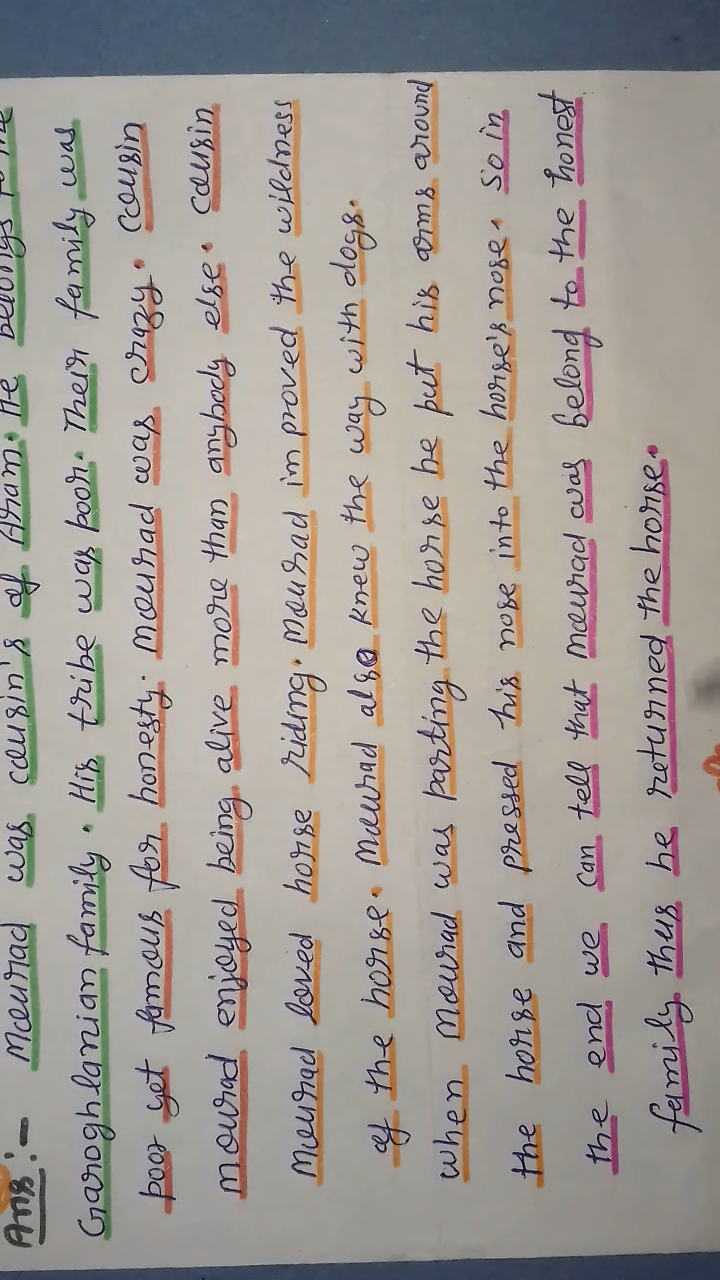 Ans:- Mourad was cousin's of Aram. He belongs to the
Garoghlanian family. His tribe was poor. Their family was
poor yet famous for honesty. Mourad was crazy. cousin
Mourad enjoyed being alive more than anybody else. cousin
Mourad loved horse riding. Mourad improved the wildness
of the horse. Mourad also knew the way with dogs.
when Mourad was parting the horse he put his arms around
the horse and pressed his nose into the horse's nose. So in
the end we can tell that Mourad was belong to the honest
family thus he returned the horse.